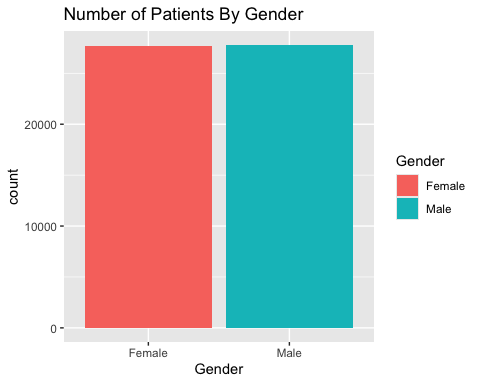 Number of Patients By Gender
count
20000
10000
0
Female
Male
Gender
Gender
Female
Male